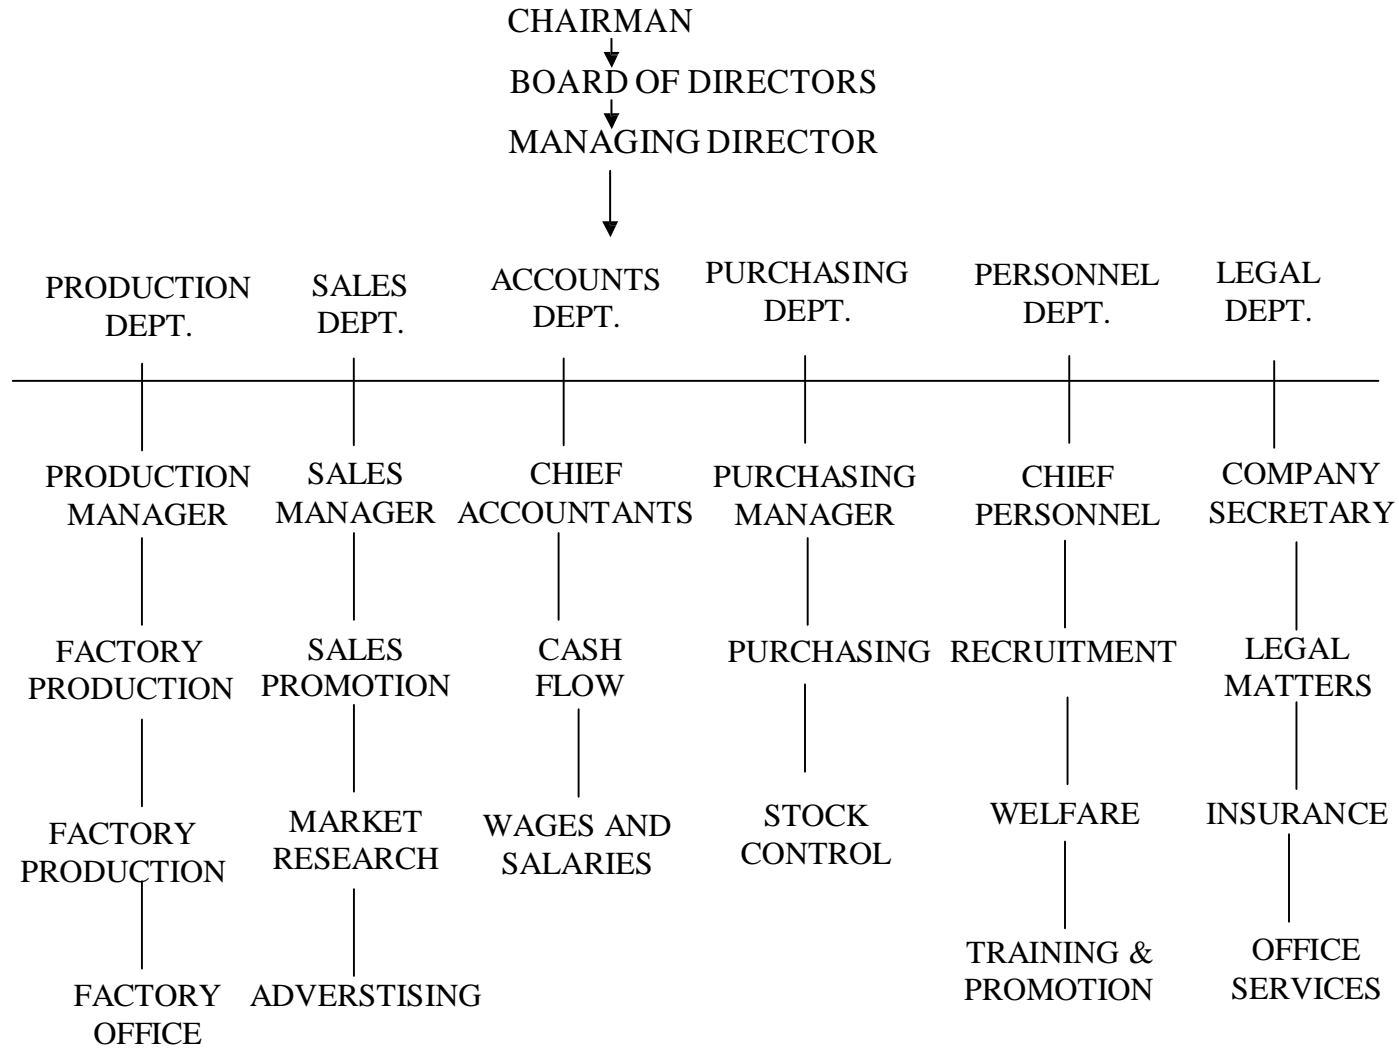 CHAIRMAN
BOARD OF DIRECTORS
MANAGING DIRECTOR
PRODUCTION
DEPT.
SALES
DEPT.
ACCOUNTS
DEPT.
PURCHASING
DEPT.
PERSONNEL
DEPT.
LEGAL
DEPT.
PRODUCTION
MANAGER
SALES
MANAGER
CHIEF
ACCOUNTANTS
PURCHASING
MANAGER
CHIEF
PERSONNEL
COMPANY
SECRETARY
FACTORY
PRODUCTION
SALES
PROMOTION
CASH
FLOW
PURCHASING
RECRUITMENT
LEGAL
MATTERS
FACTORY
PRODUCTION
MARKET
RESEARCH
WAGES AND
SALARIES
STOCK
CONTROL
WELFARE
INSURANCE
FACTORY
OFFICE
ADVERSTISING
TRAINING &
PROMOTION
OFFICE
SERVICES